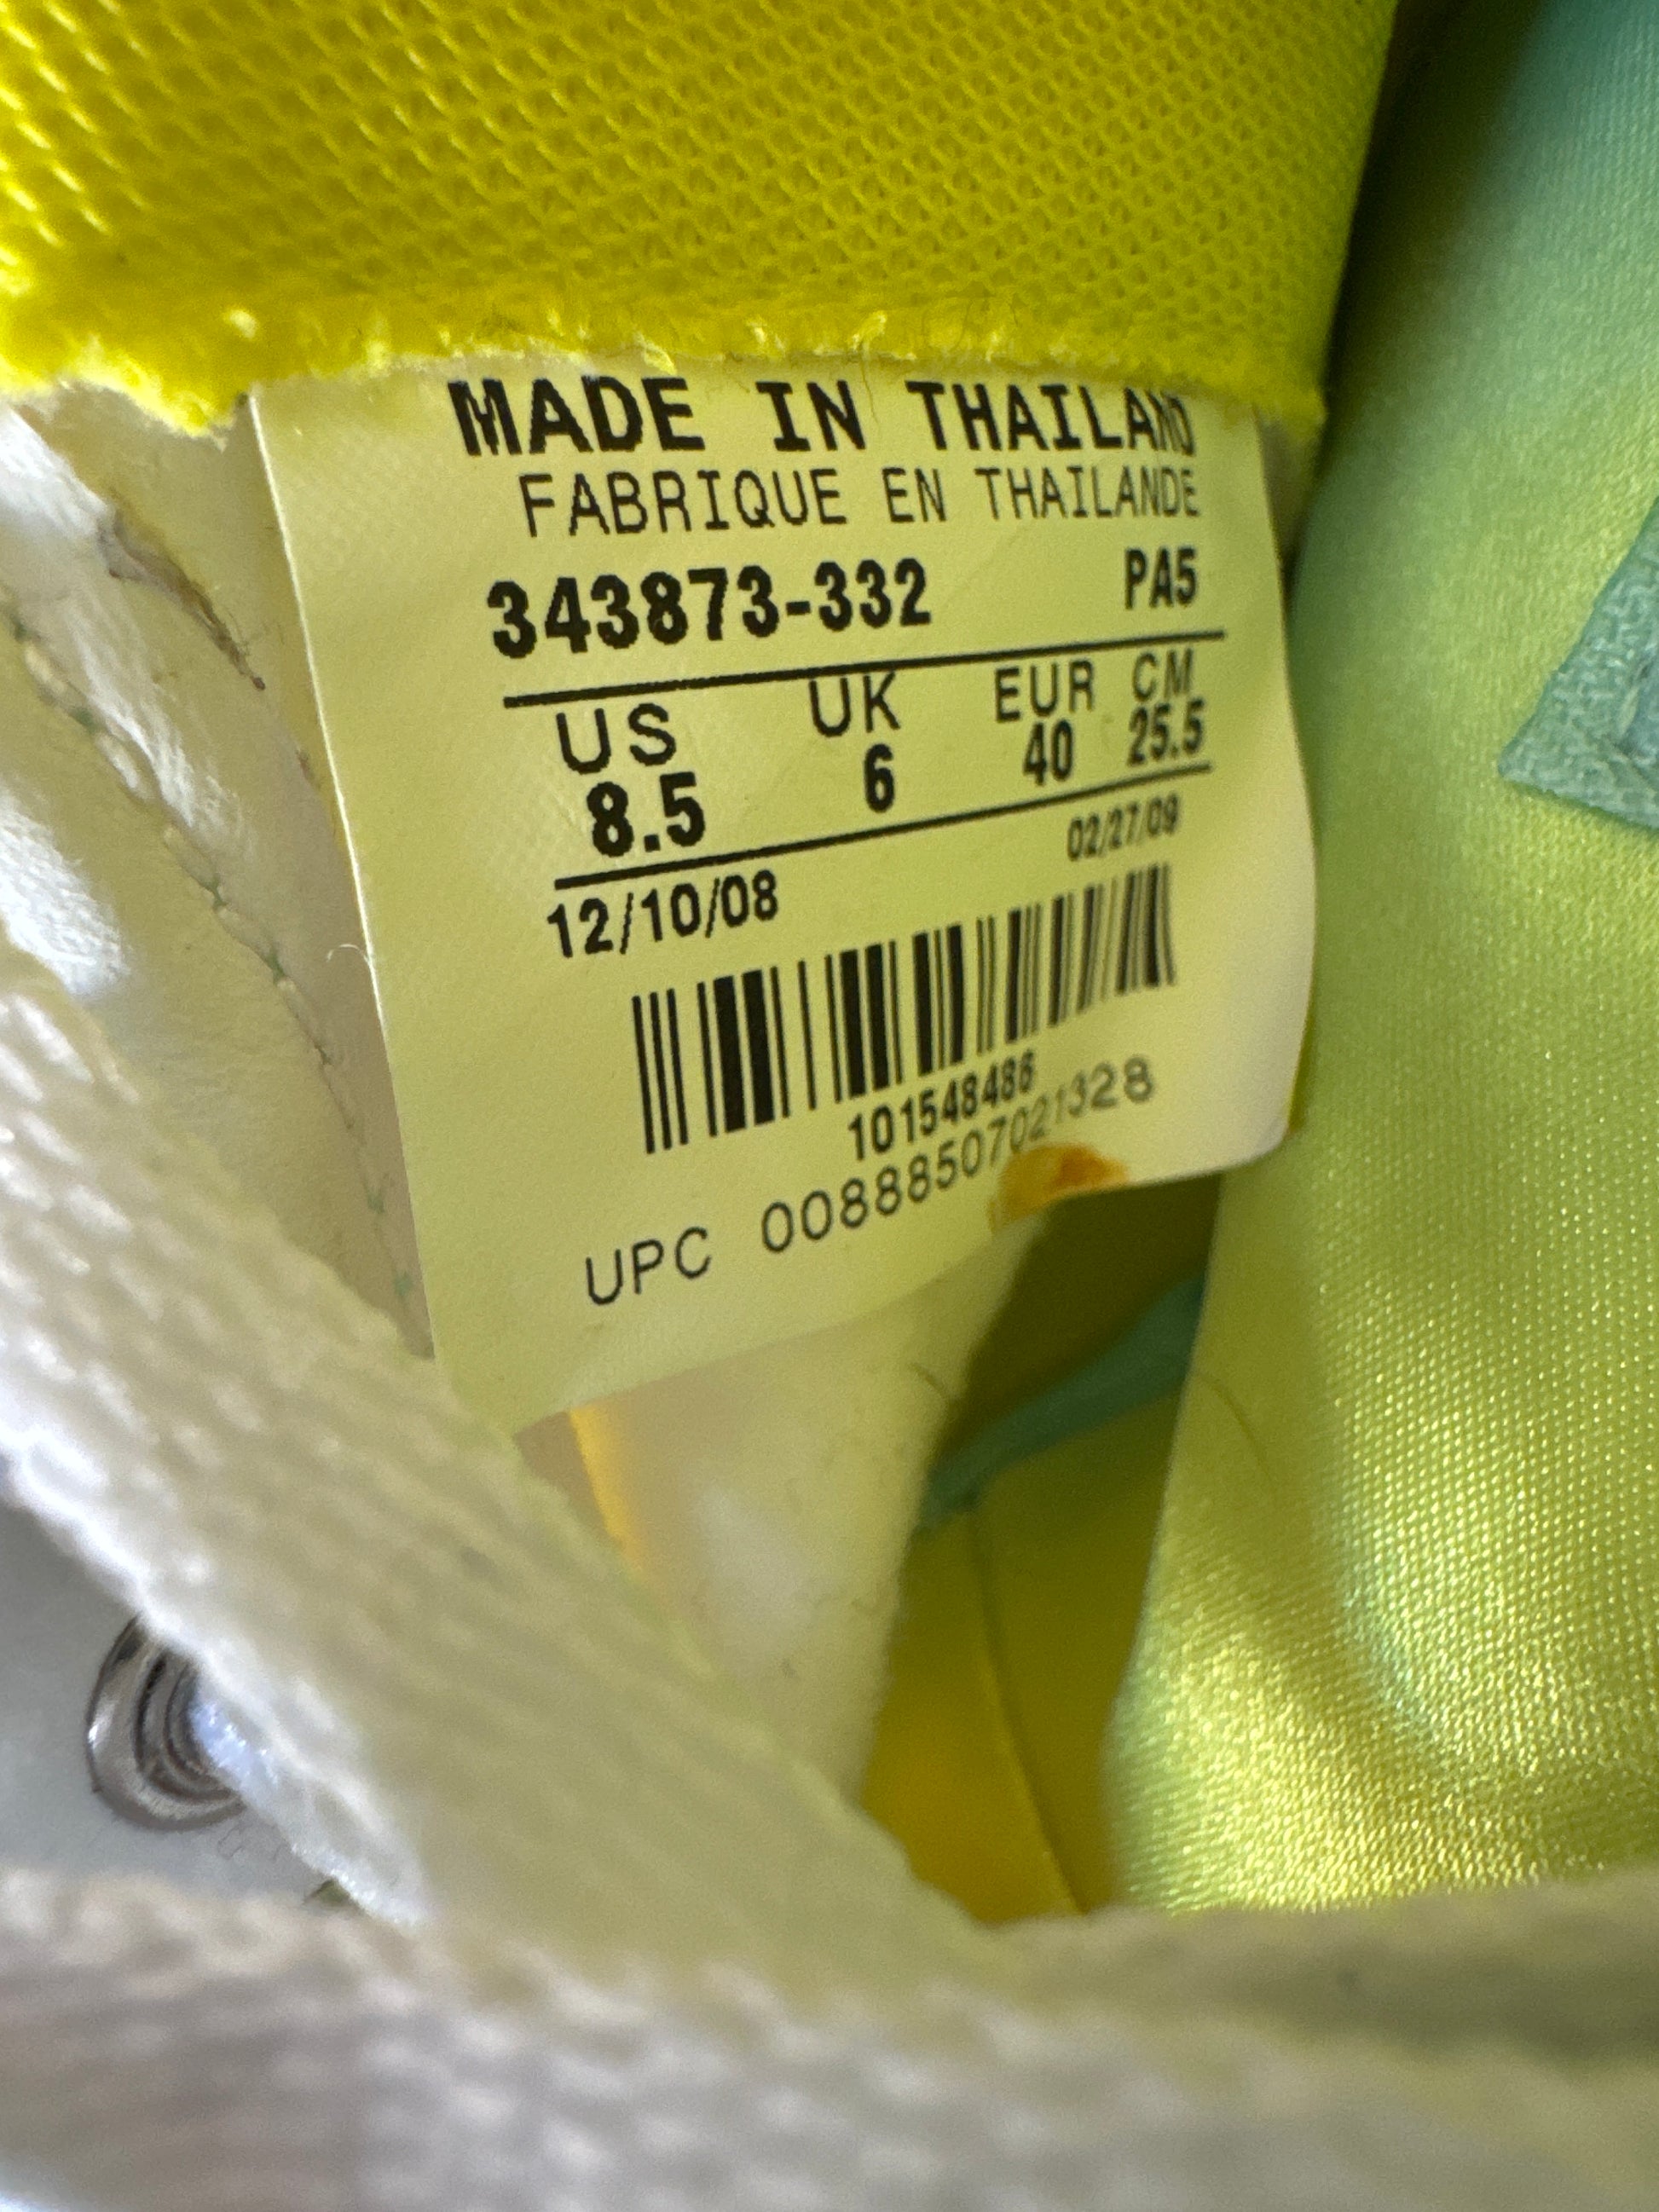 MADE IN THAILAND
FABRIQUE EN THAILANDE
343873-332 PA5
US UK EUR CM
8.5 6 40 25.5
12/10/08 02/27/09
101548486
UPC 00888507021328